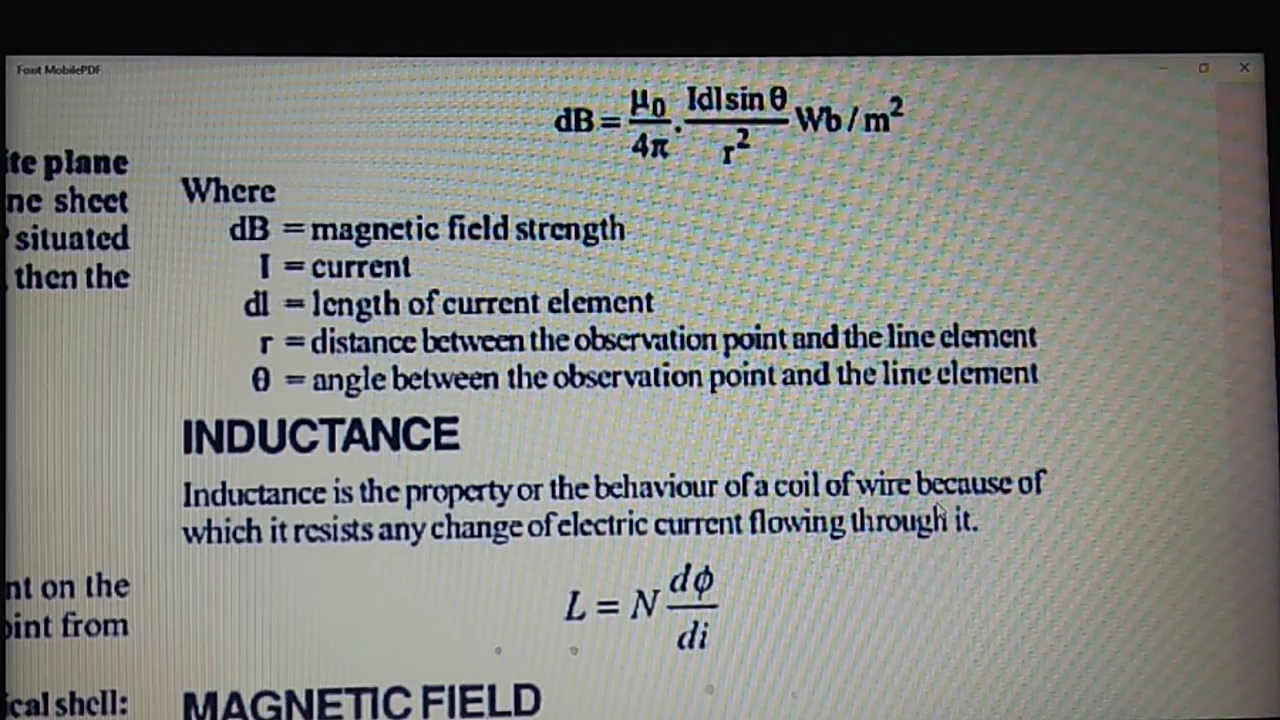 Foxit MobilePDF
dB = μ0/4π · Idl sin θ/r² Wb / m²
ite plane
ne sheet
situated
then the
Where
dB = magnetic field strength
I = current
dl = length of current element
r = distance between the observation point and the line element
θ = angle between the observation point and the line element
INDUCTANCE
Inductance is the property or the behaviour of a coil of wire because of
which it resists any change of electric current flowing through it.
nt on the
oint from
L = N dϕ/di
ical shell:
MAGNETIC FIELD